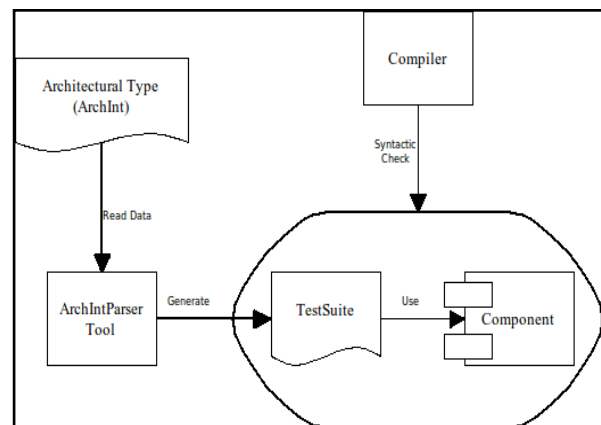 Compiler
Architectural Type
(ArchInt)
Syntactic
Check
Read Data
ArchIntParser
Tool
Generate
TestSuite
Use
Component